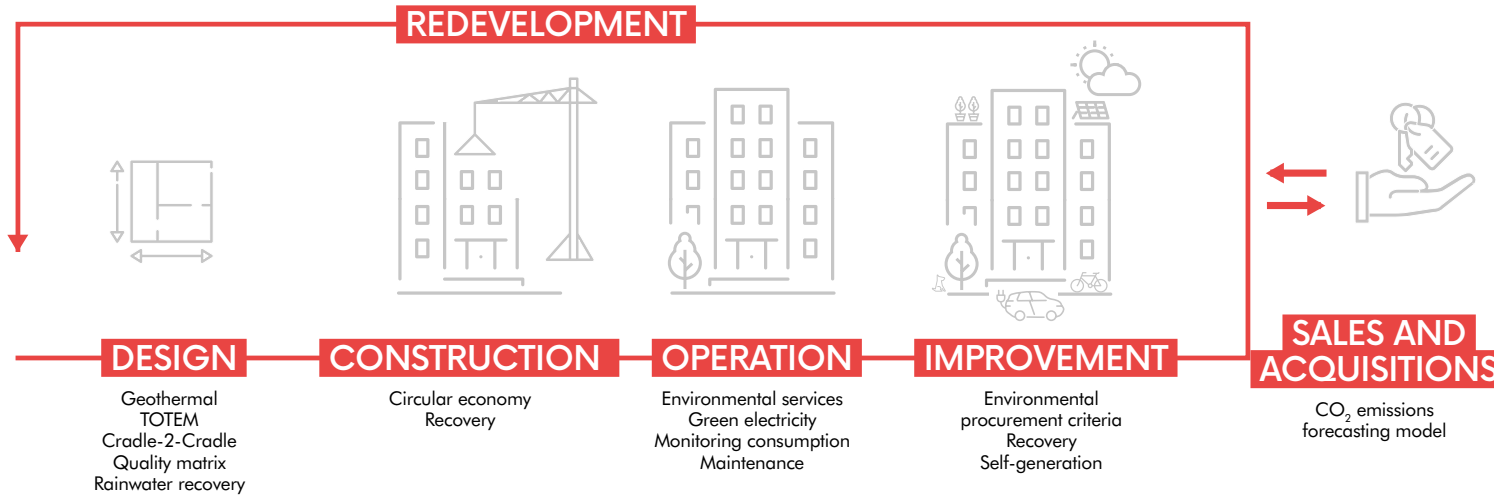 REDEVELOPMENT
DESIGN
Geothermal
TOTEM
Cradle-2-Cradle
Quality matrix
Rainwater recovery
CONSTRUCTION
Circular economy
Recovery
OPERATION
Environmental services
Green electricity
Monitoring consumption
Maintenance
IMPROVEMENT
Environmental
procurement criteria
Recovery
Self-generation
SALES AND
ACQUISITIONS
CO₂ emissions
forecasting model